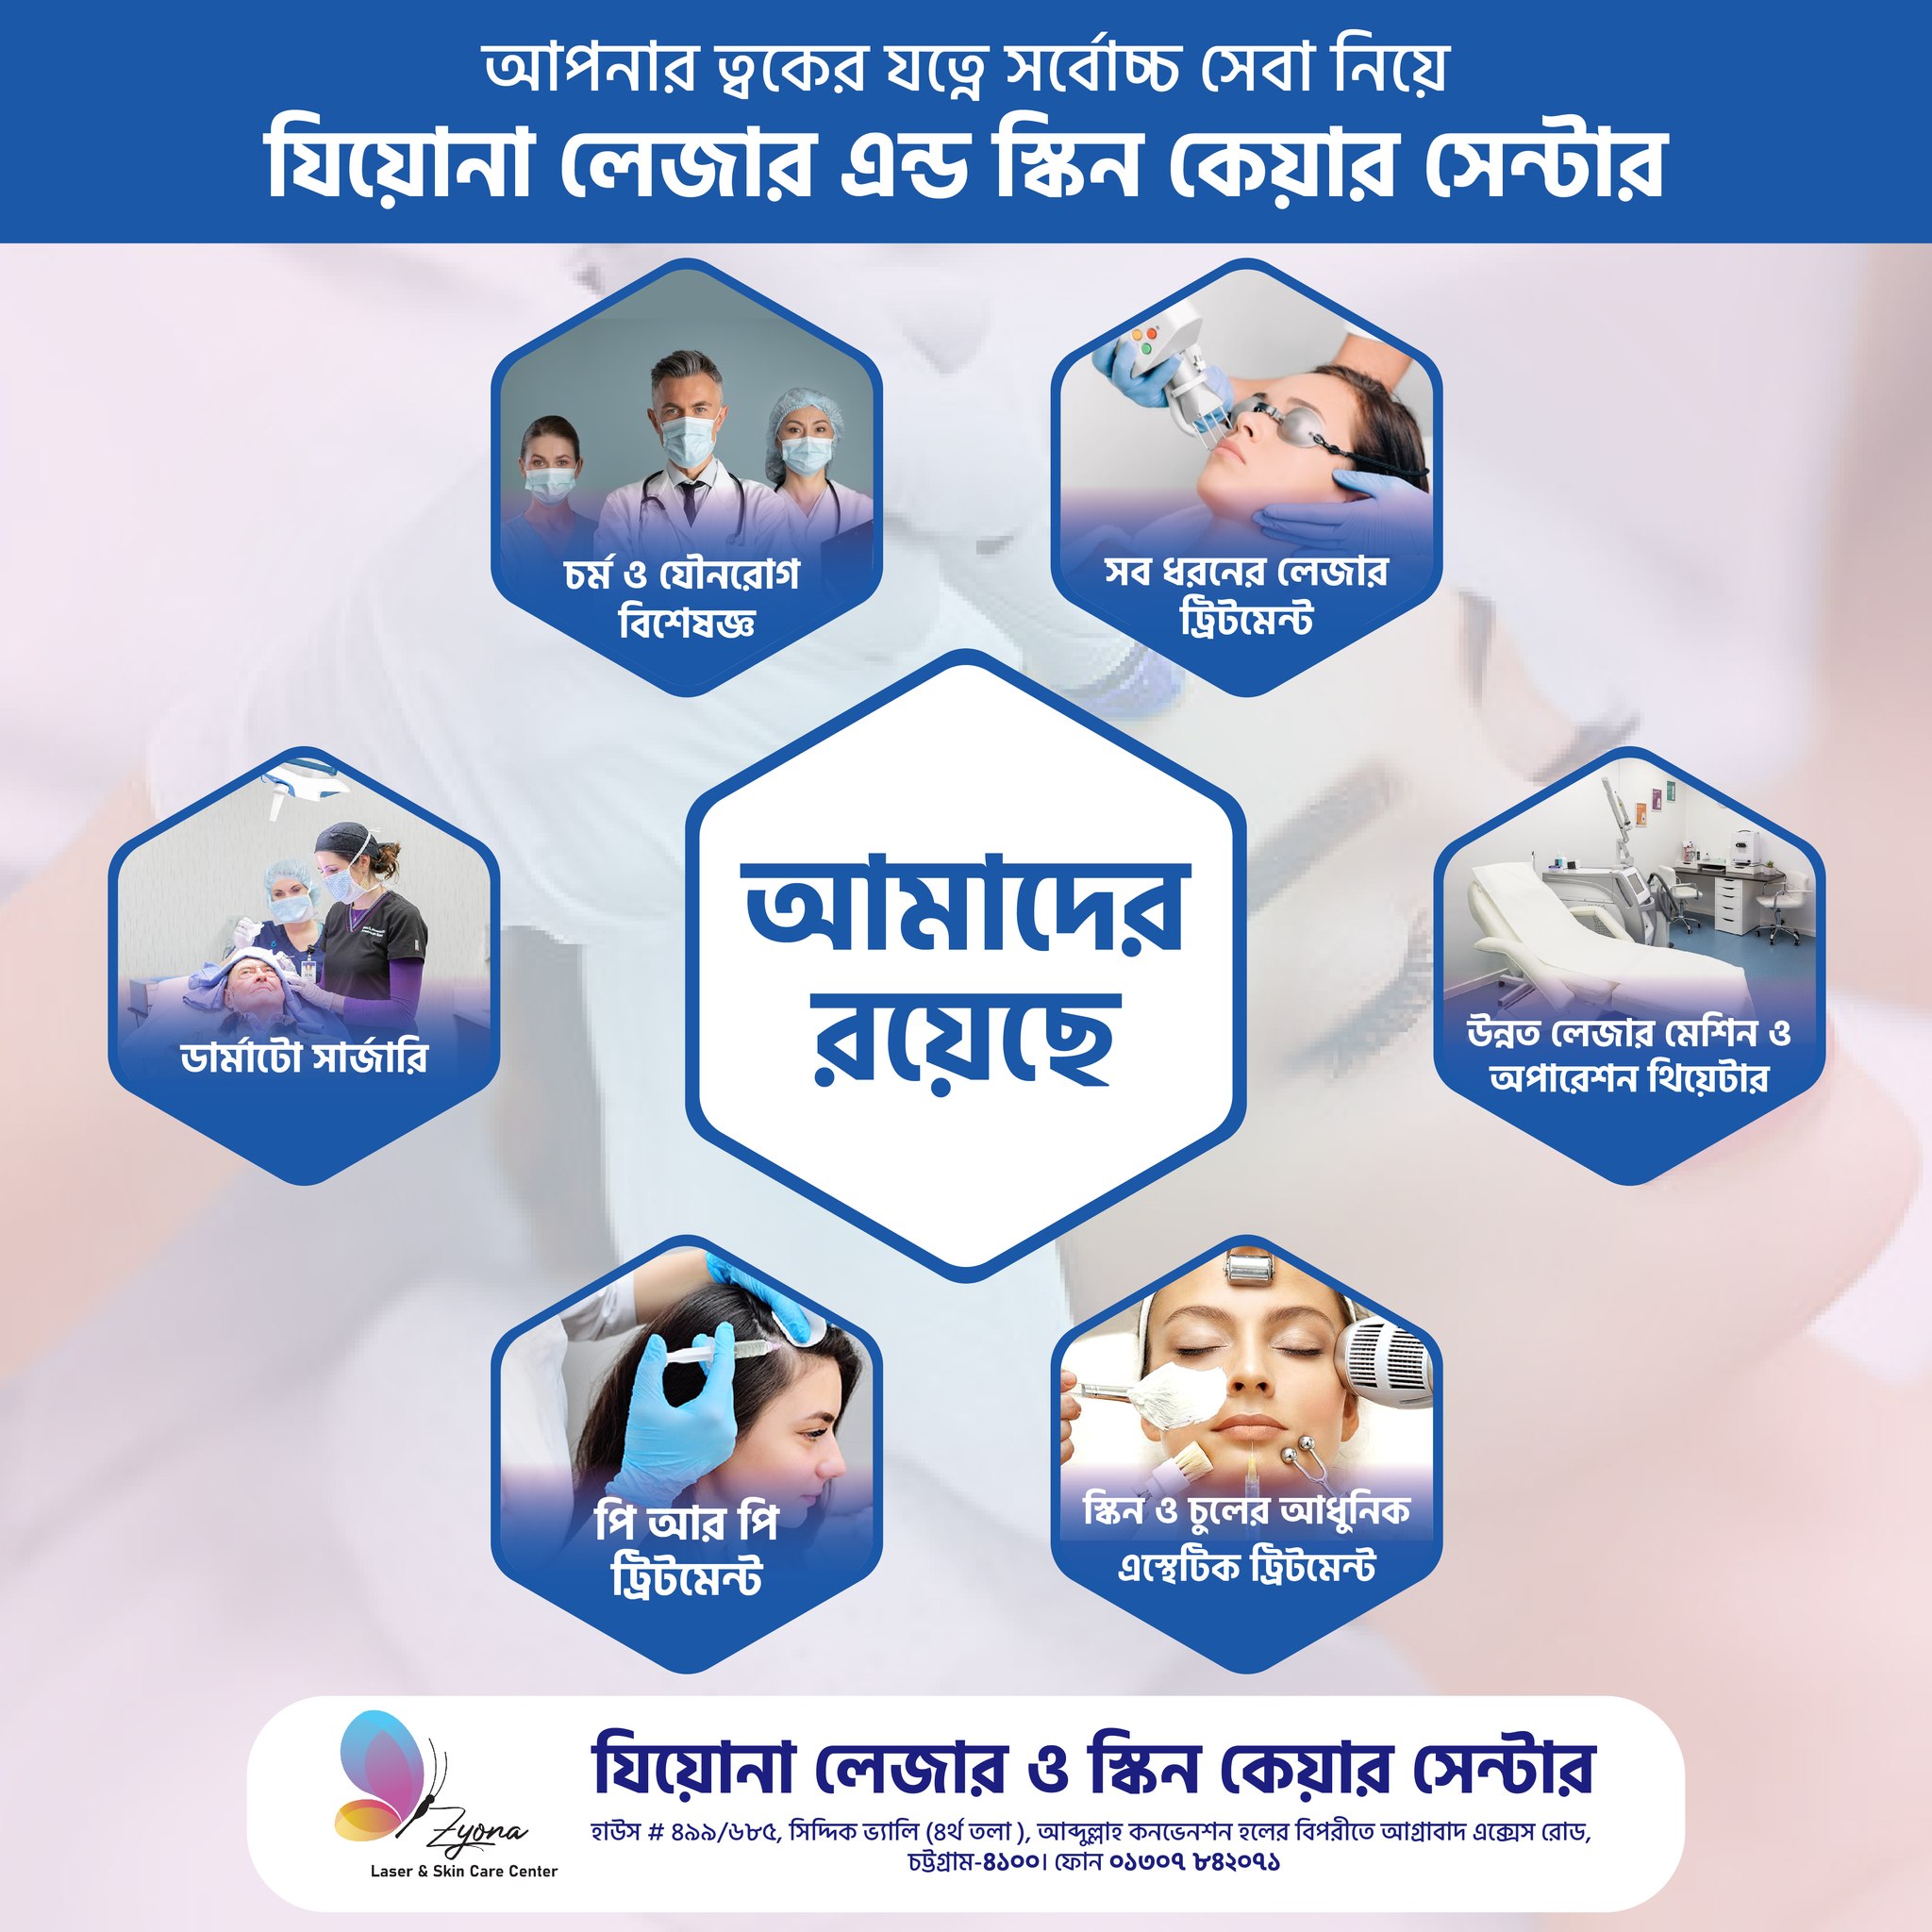 আপনার ত্বকের যত্নে সর্বোচ্চ সেবা নিয়ে
যিয়োনা লেজার এন্ড স্কিন কেয়ার সেন্টার
চর্ম ও যৌনরোগ
বিশেষজ্ঞ
সব ধরনের লেজার
ট্রিটমেন্ট
আমাদের
রয়েছে
ডার্মাটো সার্জারি
উন্নত লেজার মেশিন ও
অপারেশন থিয়েটার
পি আর পি
ট্রিটমেন্ট
স্কিন ও চুলের আধুনিক
এস্থেটিক ট্রিটমেন্ট
Zyona
Laser & Skin Care Center
যিয়োনা লেজার ও স্কিন কেয়ার সেন্টার
হাউস # ৪৯৯/৬৮৫, সিদ্দিক ভ্যালি (৪র্থ তলা ), আব্দুল্লাহ কনভেনশন হলের বিপরীতে আগ্রাবাদ এক্সেস রোড,
চট্টগ্রাম-৪১০০। ফোন ০১৩০৭ ৮৪২০৭১